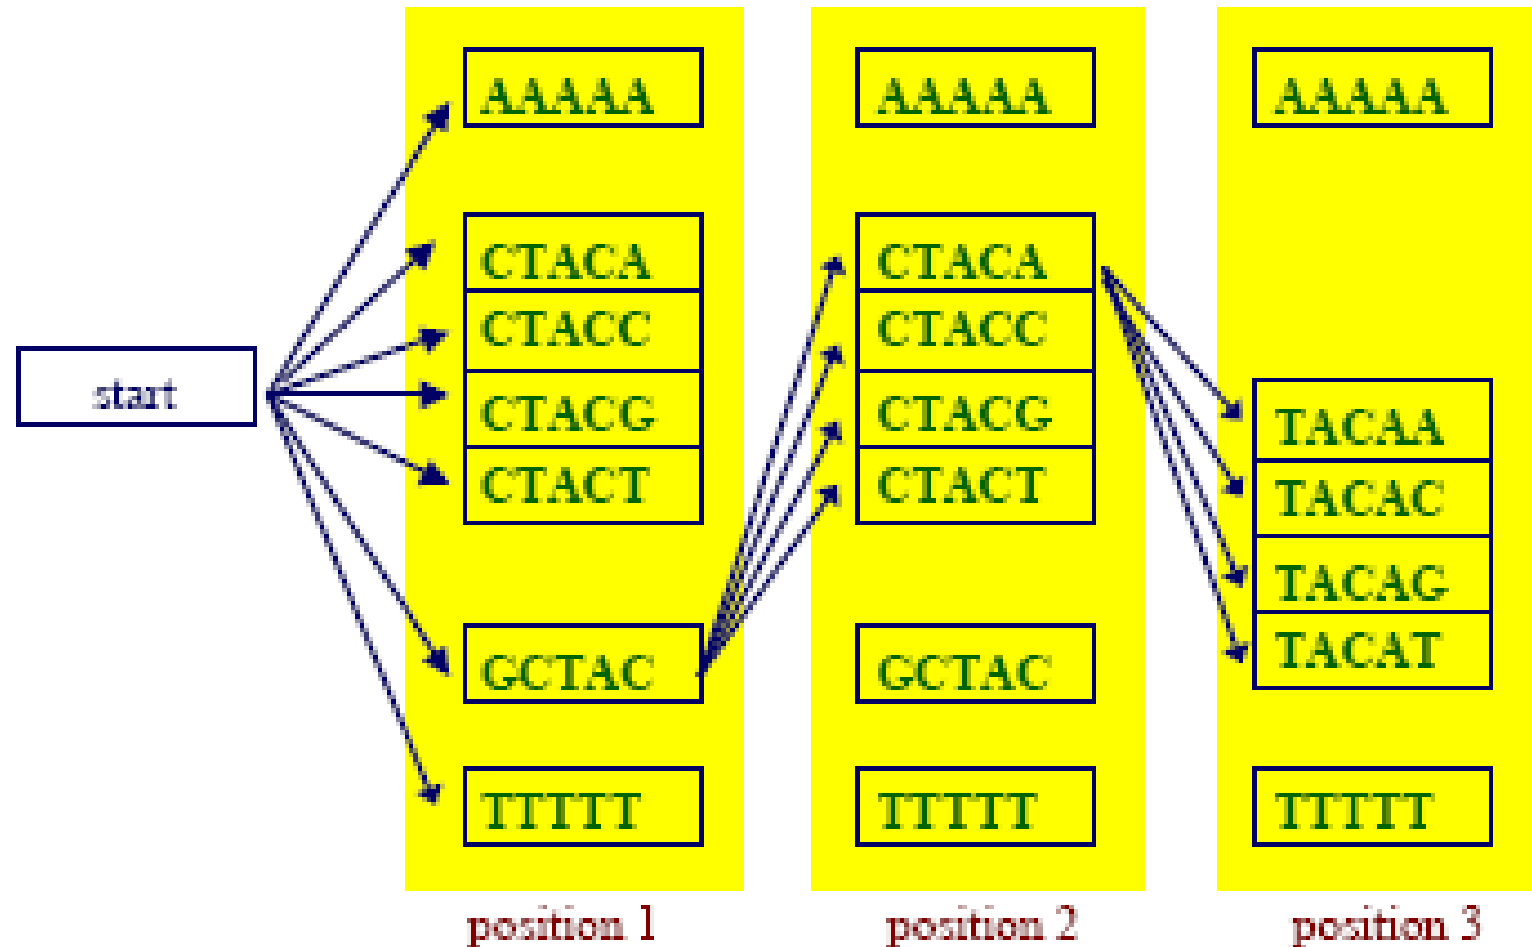 start
AAAAA
CTACA
CTACC
CTACG
CTACT
GCTAC
TTTTT
position 1
AAAAA
CTACA
CTACC
CTACG
CTACT
GCTAC
TTTTT
position 2
AAAAA
TACAA
TACAC
TACAG
TACAT
TTTTT
position 3